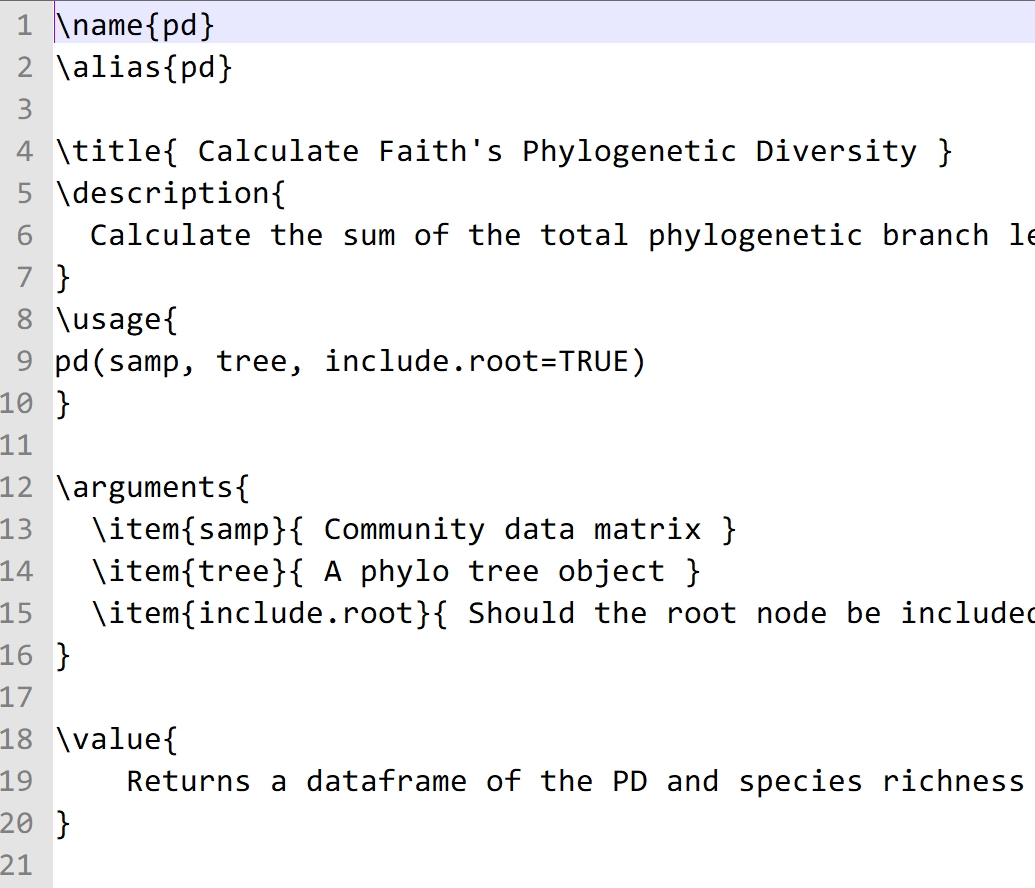 1 \name{pd}
2 \alias{pd}
3
4 \title{ Calculate Faith's Phylogenetic Diversity }
5 \description{
6 Calculate the sum of the total phylogenetic branch
7 }
8 \usage{
9 pd(samp, tree, include.root=TRUE)
10 }
11
12 \arguments{
13 \item{samp}{ Community data matrix }
14 \item{tree}{ A phylo tree object }
15 \item{include.root}{ Should the root node be included
16 }
17
18 \value{
19 Returns a dataframe of the PD and species richness
20 }
21